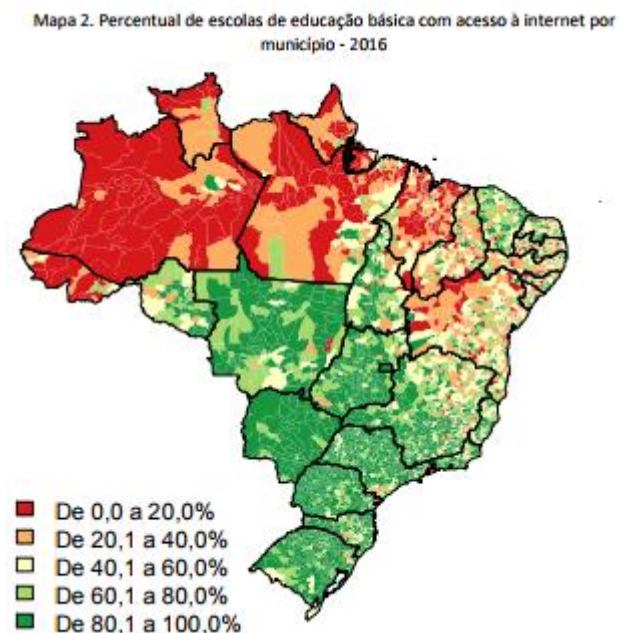 Mapa 2. Percentual de escolas de educação básica com acesso à internet por
município - 2016
De 0,0 a 20,0%
De 20,1 a 40,0%
De 40,1 a 60,0%
De 60,1 a 80,0%
De 80,1 a 100,0%